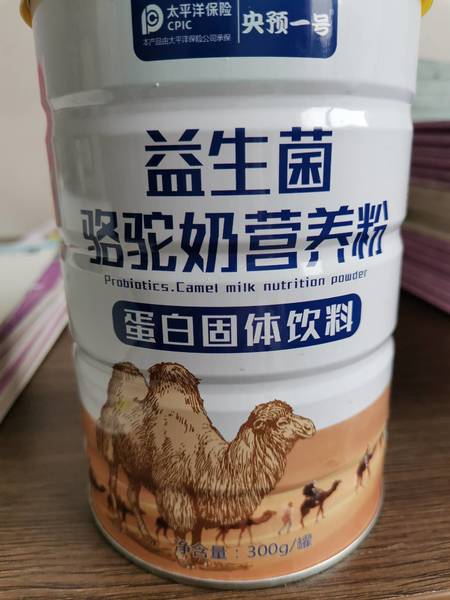 太平洋保险
CPIC
本产品由太平洋保险公司承保
央预一号
益生菌
骆驼奶营养粉
Probiotics.Camel milk nutrition powder
蛋白固体饮料
净含量：300g/罐